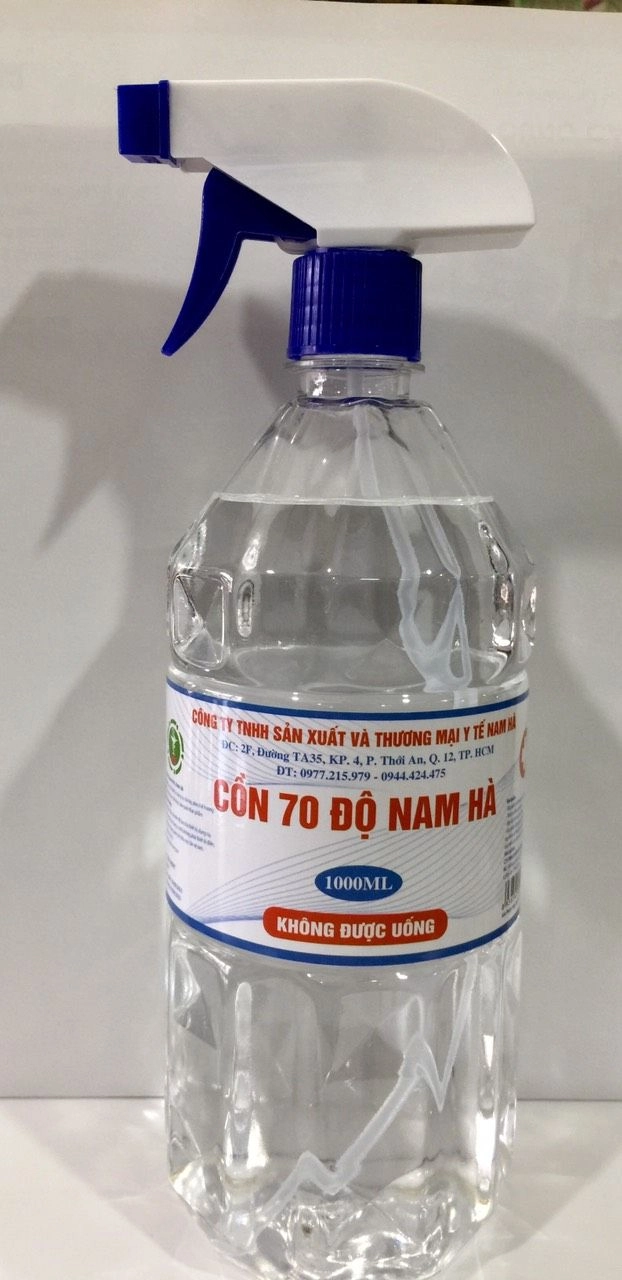 CÔNG TY TNHH SẢN XUẤT VÀ THƯƠNG MẠI Y TẾ NAM HÀ
ĐC: 2F, Đường TA35, KP. 4, P. Thới An, Q. 12, TP. HCM
ĐT: 0977.215.979 - 0944.424.475
CỒN 70 ĐỘ NAM HÀ
1000ML
KHÔNG ĐƯỢC UỐNG